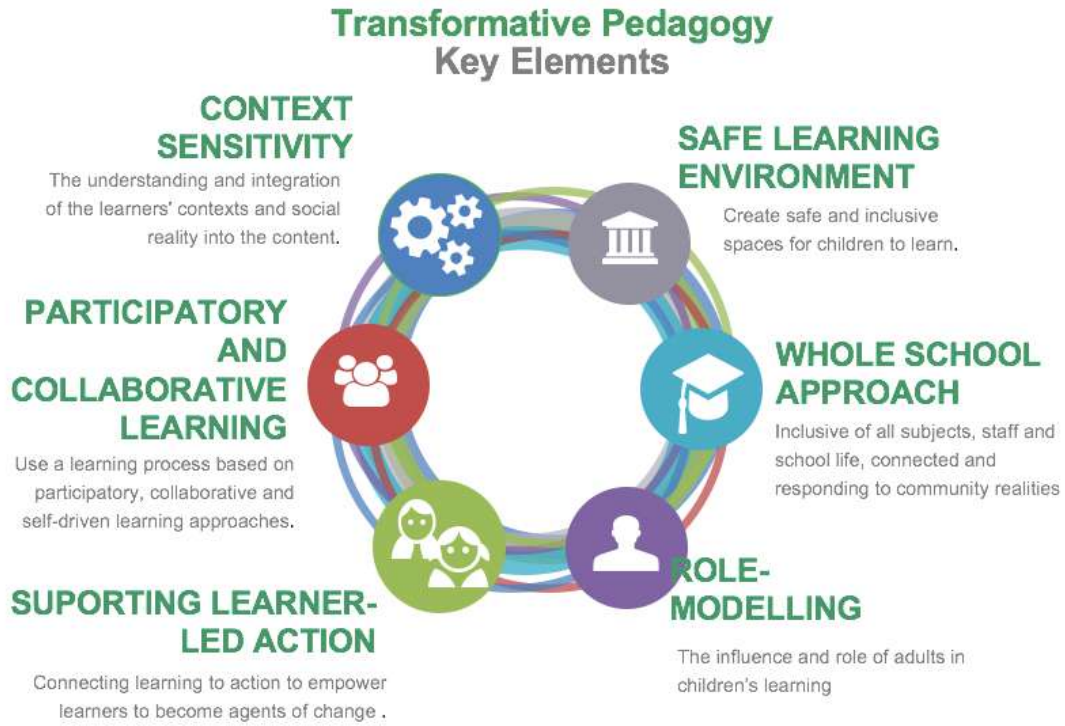 Transformative Pedagogy
Key Elements
CONTEXT
SENSITIVITY
The understanding and integration
of the learners' contexts and social
reality into the content.
SAFE LEARNING
ENVIRONMENT
Create safe and inclusive
spaces for children to learn.
PARTICIPATORY
AND
COLLABORATIVE
LEARNING
Use a learning process based on
participatory, collaborative and
self-driven learning approaches.
WHOLE SCHOOL
APPROACH
Inclusive of all subjects, staff and
school life, connected and
responding to community realities
SUPORTING LEARNER-
LED ACTION
Connecting learning to action to empower
learners to become agents of change .
ROLE-
MODELLING
The influence and role of adults in
children's learning